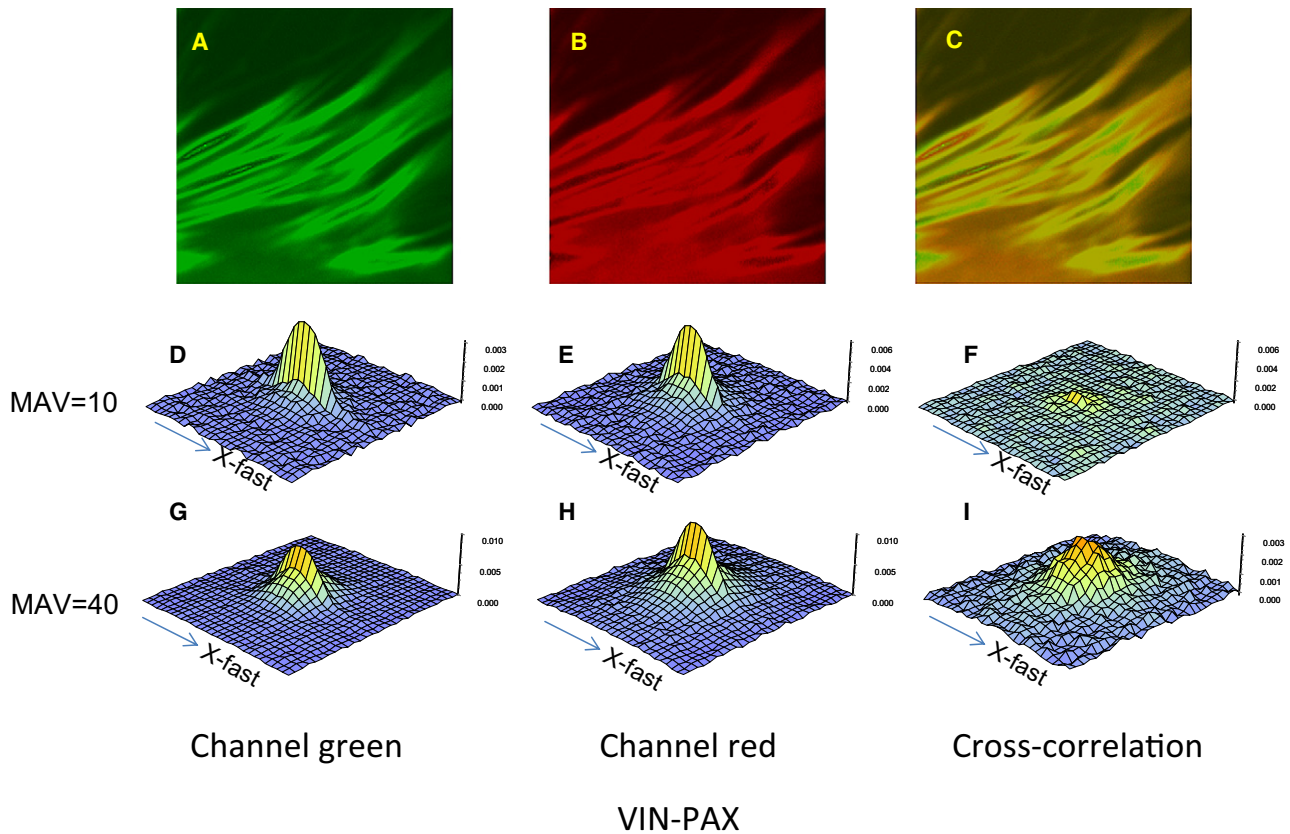 A
B
C
D
0.003
0.002
0.001
0.000
E
0.006
0.004
0.002
0.000
F
0.006
0.004
0.002
0.000
MAV=10
X-fast
X-fast
X-fast
G
0.010
0.005
0.000
H
0.010
0.005
0.000
I
0.003
0.002
0.001
0.000
MAV=40
X-fast
X-fast
X-fast
Channel green
Channel red
Cross-correlation
VIN-PAX